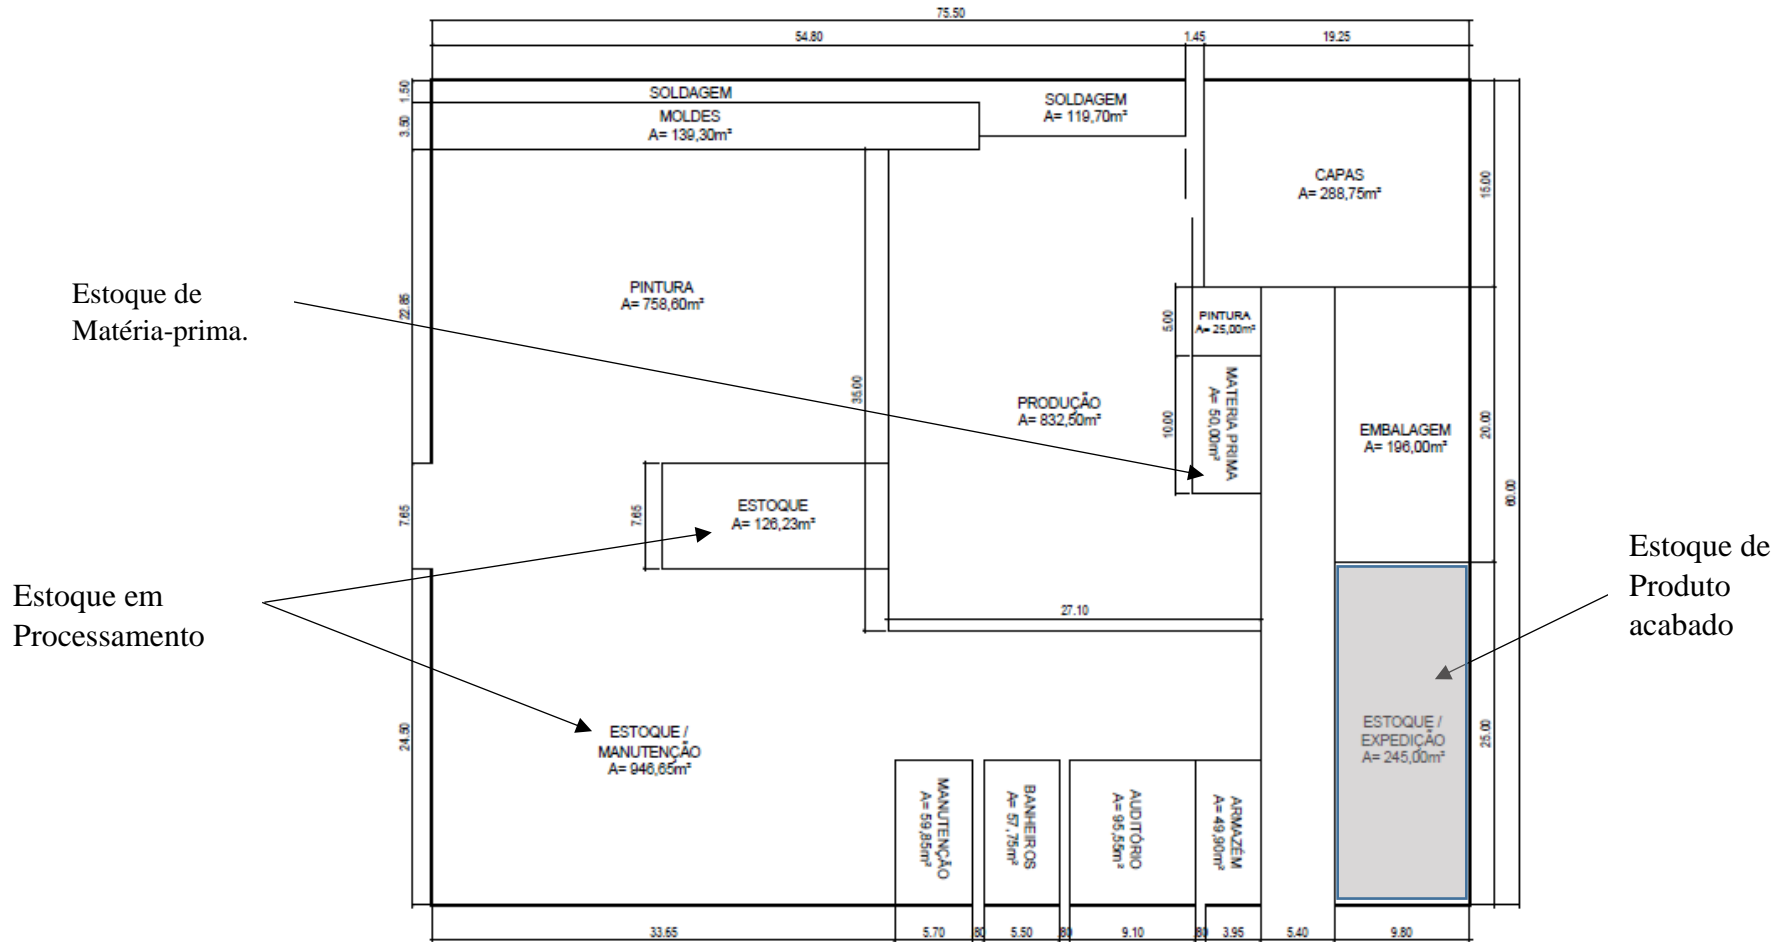 75.50
54.80
1.45
19.25
1.50
3.50
SOLDAGEM
MOLDES
A= 139,30m²
SOLDAGEM
A= 119,70m²
CAPAS
A= 288,75m²
15.00
Estoque de
Matéria-prima.
22.85
PINTURA
A= 758,60m²
35.00
5.00
PINTURA
A= 25,00m²
PRODUÇÃO
A= 832,50m²
10.00
MATERIA PRIMA
A= 50,00m²
EMBALAGEM
A= 196,00m²
20.00
60.00
7.65
7.65
ESTOQUE
A= 126,23m²
Estoque em
Processamento
27.10
Estoque de
Produto
acabado
24.50
ESTOQUE /
MANUTENÇÃO
A= 946,65m²
ESTOQUE /
EXPEDIÇÃO
A= 245,00m²
25.00
MANUTENÇÃO
A= 59,85m²
BANHEIROS
A= 57,75m²
AUDITÓRIO
A= 95,55m²
ARMAZÉM
A= 49,90m²
33.65
5.70
80
5.50
80
9.10
80
3.95
5.40
9.80